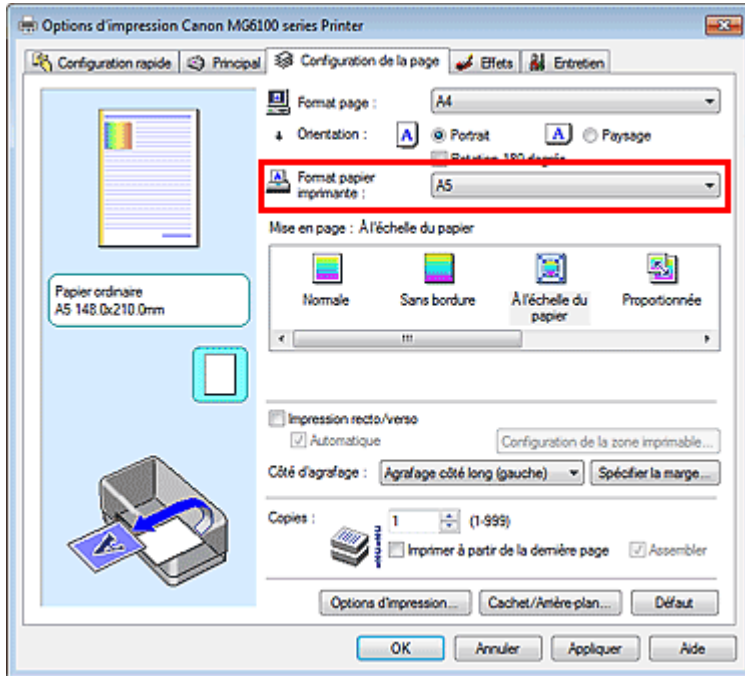 Options d'impression Canon MG6100 series Printer
Configuration rapide Principal Configuration de la page Effets Entretien
Format page : A4
Orientation : A Portrait A Paysage
Rotation 180 degrés
Format papier imprimante : A5
Mise en page : À l'échelle du papier
Normale Sans bordure À l'échelle du papier Proportionnée
Papier ordinaire
A5 148.0x210.0mm
Impression recto/verso
Automatique Configuration de la zone imprimable...
Côté d'agrafage : Agrafage côté long (gauche) Spécifier la marge...
Copies : 1 (1-999)
Imprimer à partir de la dernière page Assembler
Options d'impression... Cachet/Arrière-plan... Défaut
OK Annuler Appliquer Aide